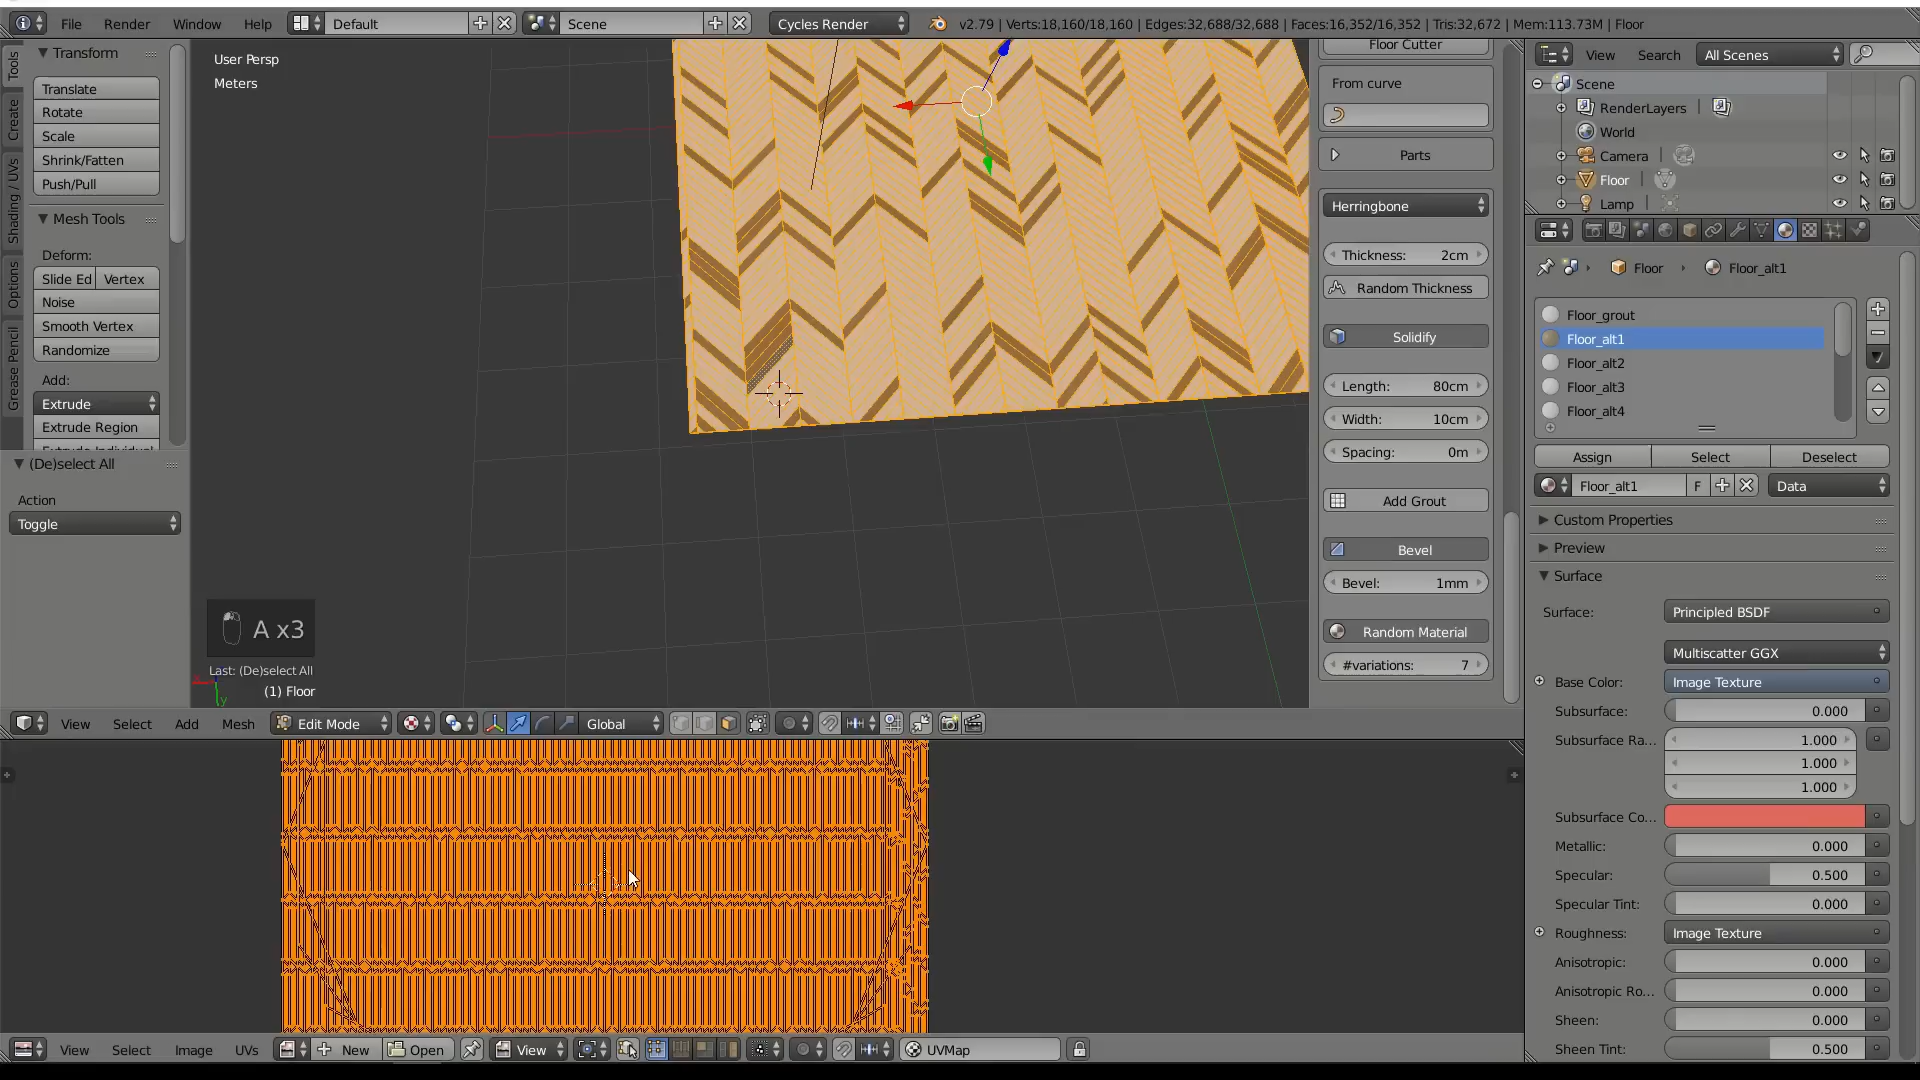 File Render Window Help Default Scene Cycles Render v2.79 | Verts:18,160/18,160 | Edges:32,688/32,688 | Faces:16,352/16,352 | Tris:32,672 | Mem:113.73M | Floor
Tools
Create
Shading / UVs
Options
Grease Pencil
Transform
Translate
Rotate
Scale
Shrink/Fatten
Push/Pull
Mesh Tools
Deform:
Slide Ed Vertex
Noise
Smooth Vertex
Randomize
Add:
Extrude
Extrude Region
(De)select All
Action
Toggle
User Persp
Meters
A x3
Last: (De)select All
(1) Floor
Floor Cutter
From curve
Parts
Herringbone
Thickness: 2cm
Random Thickness
Solidify
Length: 80cm
Width: 10cm
Spacing: 0m
Add Grout
Bevel
Bevel: 1mm
Random Material
#variations: 7
View Select Add Mesh Edit Mode Global
View Select Image UVs New Open View UVMap
View Search All Scenes
Scene
RenderLayers
World
Camera
Floor
Lamp
Floor Floor_alt1
Floor_grout
Floor_alt1
Floor_alt2
Floor_alt3
Floor_alt4
Assign Select Deselect
Floor_alt1 F Data
Custom Properties
Preview
Surface
Surface: Principled BSDF
Multiscatter GGX
Base Color: Image Texture
Subsurface: 0.000
Subsurface Ra... 1.000
1.000
1.000
Subsurface Co...
Metallic: 0.000
Specular: 0.500
Specular Tint: 0.000
Roughness: Image Texture
Anisotropic: 0.000
Anisotropic Ro... 0.000
Sheen: 0.000
Sheen Tint: 0.500